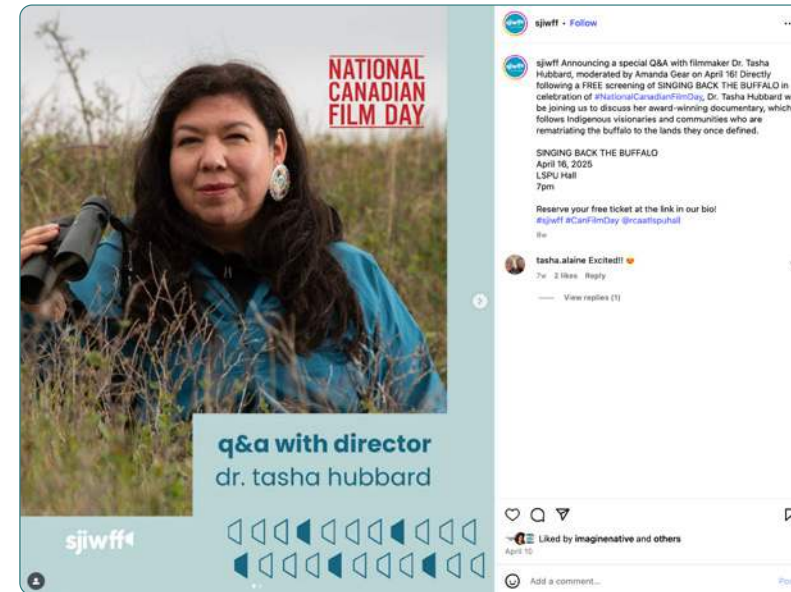 NATIONAL
CANADIAN
FILM DAY
q&a with director
dr. tasha hubbard
sjiwff
sjiwff • Follow
sjiwff Announcing a special Q&A with filmmaker Dr. Tasha
Hubbard, moderated by Amanda Gear on April 16! Directly
following a FREE screening of SINGING BACK THE BUFFALO in
celebration of #NationalCanadianFilmDay, Dr. Tasha Hubbard w
be joining us to discuss her award-winning documentary, which
follows Indigenous visionaries and communities who are
rematriating the buffalo to the lands they once defined.
SINGING BACK THE BUFFALO
April 16, 2025
LSPU Hall
7pm
Reserve your free ticket at the link in our bio!
#sjiwff #CanFilmDay @rcaatlspuhall
tasha.alaine Excited!! 😍
7w 2 likes Reply
View replies (1)
Liked by imaginenative and others
April 10
Add a comment...